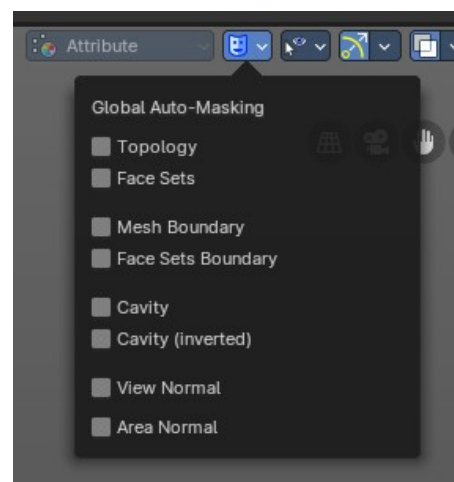 Attribute
Global Auto-Masking
Topology
Face Sets
Mesh Boundary
Face Sets Boundary
Cavity
Cavity (inverted)
View Normal
Area Normal